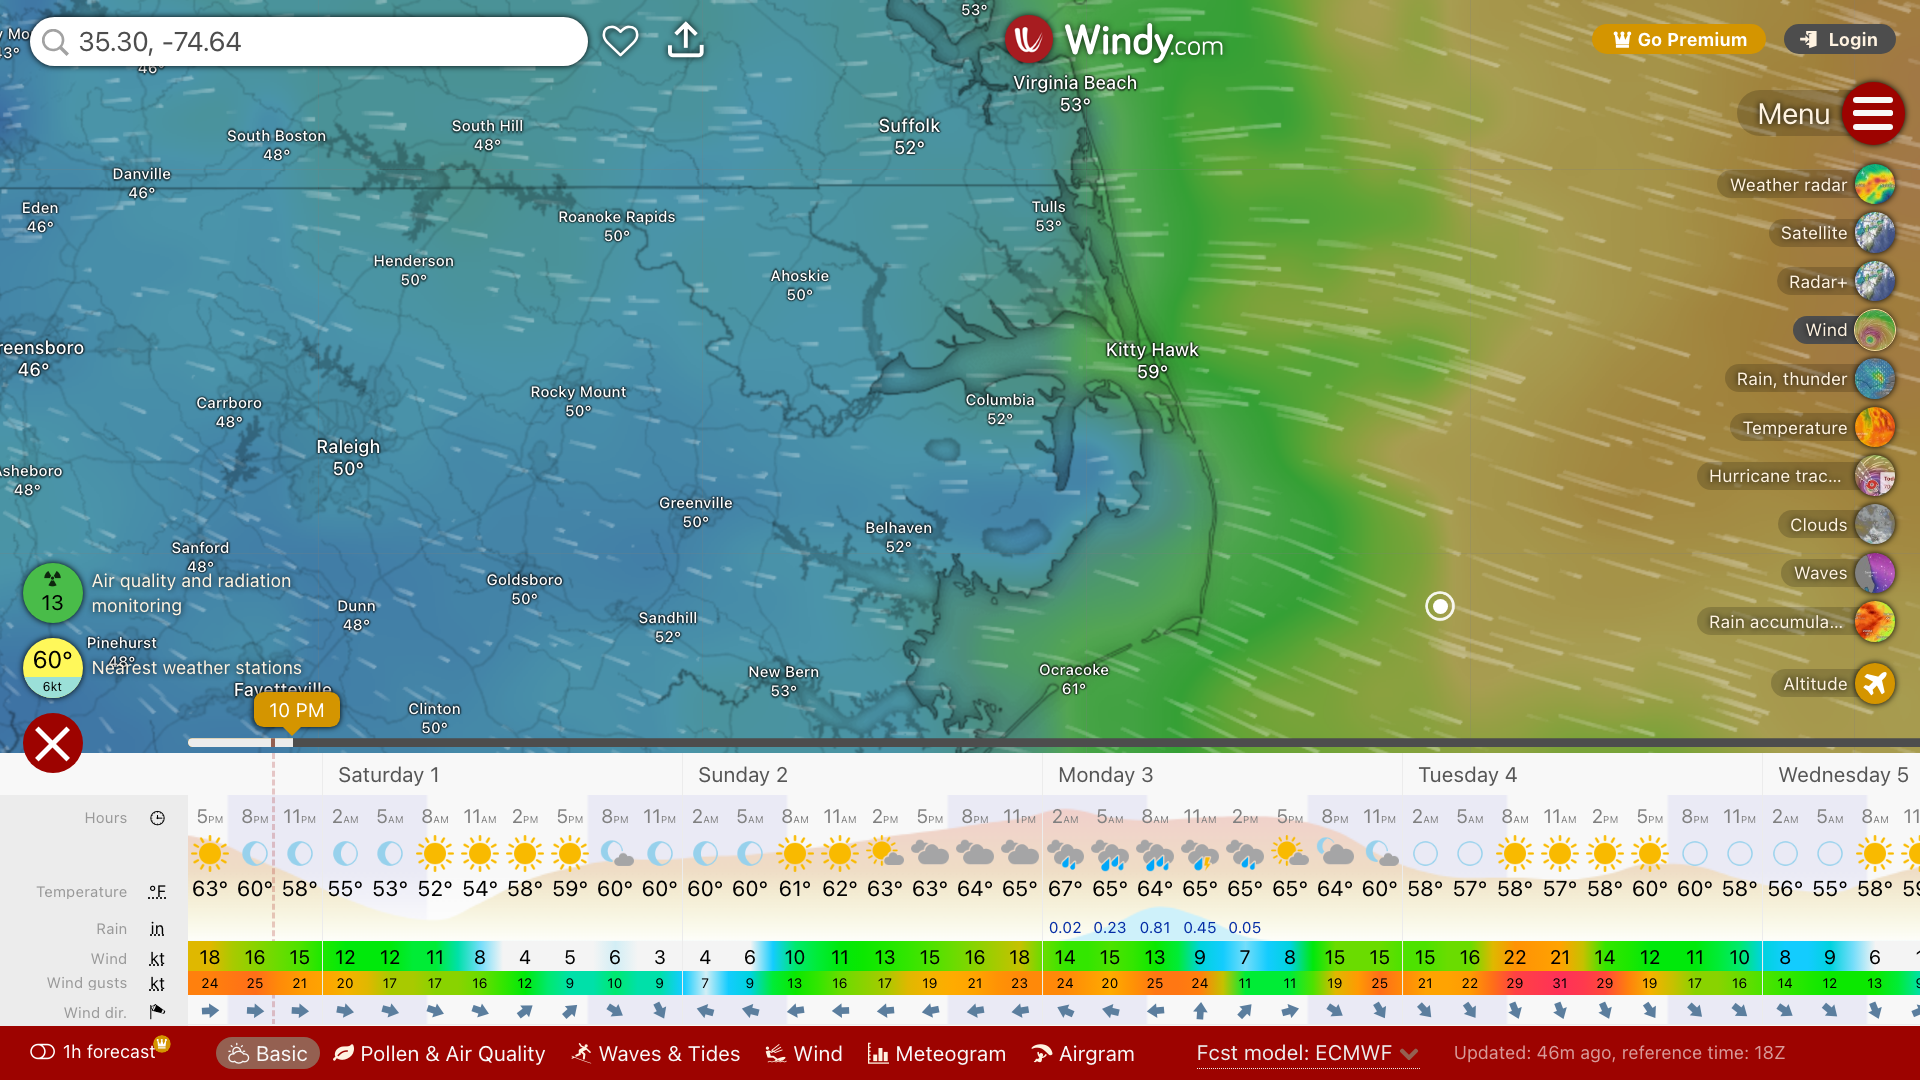 35.30, -74.64
53°
Windy.com
Go Premium
Login
46°
Virginia Beach
53°
Menu
South Boston
48°
South Hill
48°
Suffolk
52°
Danville
46°
Weather radar
Eden
46°
Roanoke Rapids
50°
Tulls
53°
Satellite
Henderson
50°
Ahoskie
50°
Radar+
Wind
reensboro
46°
Kitty Hawk
59°
Rain, thunder
Carrboro
48°
Rocky Mount
50°
Columbia
52°
Temperature
Raleigh
50°
sheboro
48°
Hurricane trac...
Greenville
50°
Belhaven
52°
Clouds
Sanford
48°
13
Air quality and radiation
monitoring
Goldsboro
50°
Waves
Dunn
48°
Sandhill
52°
Rain accumula...
Pinehurst
48°
60°
6kt
Nearest weather stations
New Bern
53°
Ocracoke
61°
Altitude
Fayetteville
10 PM
Clinton
50°
Saturday 1 Sunday 2 Monday 3 Tuesday 4 Wednesday 5
Hours 5PM 8PM 11PM 2AM 5AM 8AM 11AM 2PM 5PM 8PM 11PM 2AM 5AM 8AM 11AM 2PM 5PM 8PM 11PM 2AM 5AM 8AM 11AM 2PM 5PM 8PM 11PM 2AM 5AM 8AM 11AM 2PM 5PM 8PM 11PM 2AM 5AM 8AM 11
Temperature °F 63° 60° 58° 55° 53° 52° 54° 58° 59° 60° 60° 60° 60° 61° 62° 63° 63° 64° 65° 67° 65° 64° 65° 65° 65° 64° 60° 58° 57° 58° 57° 58° 60° 60° 58° 56° 55° 58° 59
Rain in 0.02 0.23 0.81 0.45 0.05
Wind kt 18 16 15 12 12 11 8 4 5 6 3 4 6 10 11 13 15 16 18 14 15 13 9 7 8 15 15 15 16 22 21 14 12 11 10 8 9 6
Wind gusts kt 24 25 21 20 17 17 16 12 9 10 9 7 9 13 16 17 19 21 23 24 20 25 24 11 11 19 25 21 22 29 31 29 19 17 16 14 12 13
Wind dir.
1h forecast
Basic
Pollen & Air Quality
Waves & Tides
Wind
Meteogram
Airgram
Fcst model: ECMWF
Updated: 46m ago, reference time: 18Z